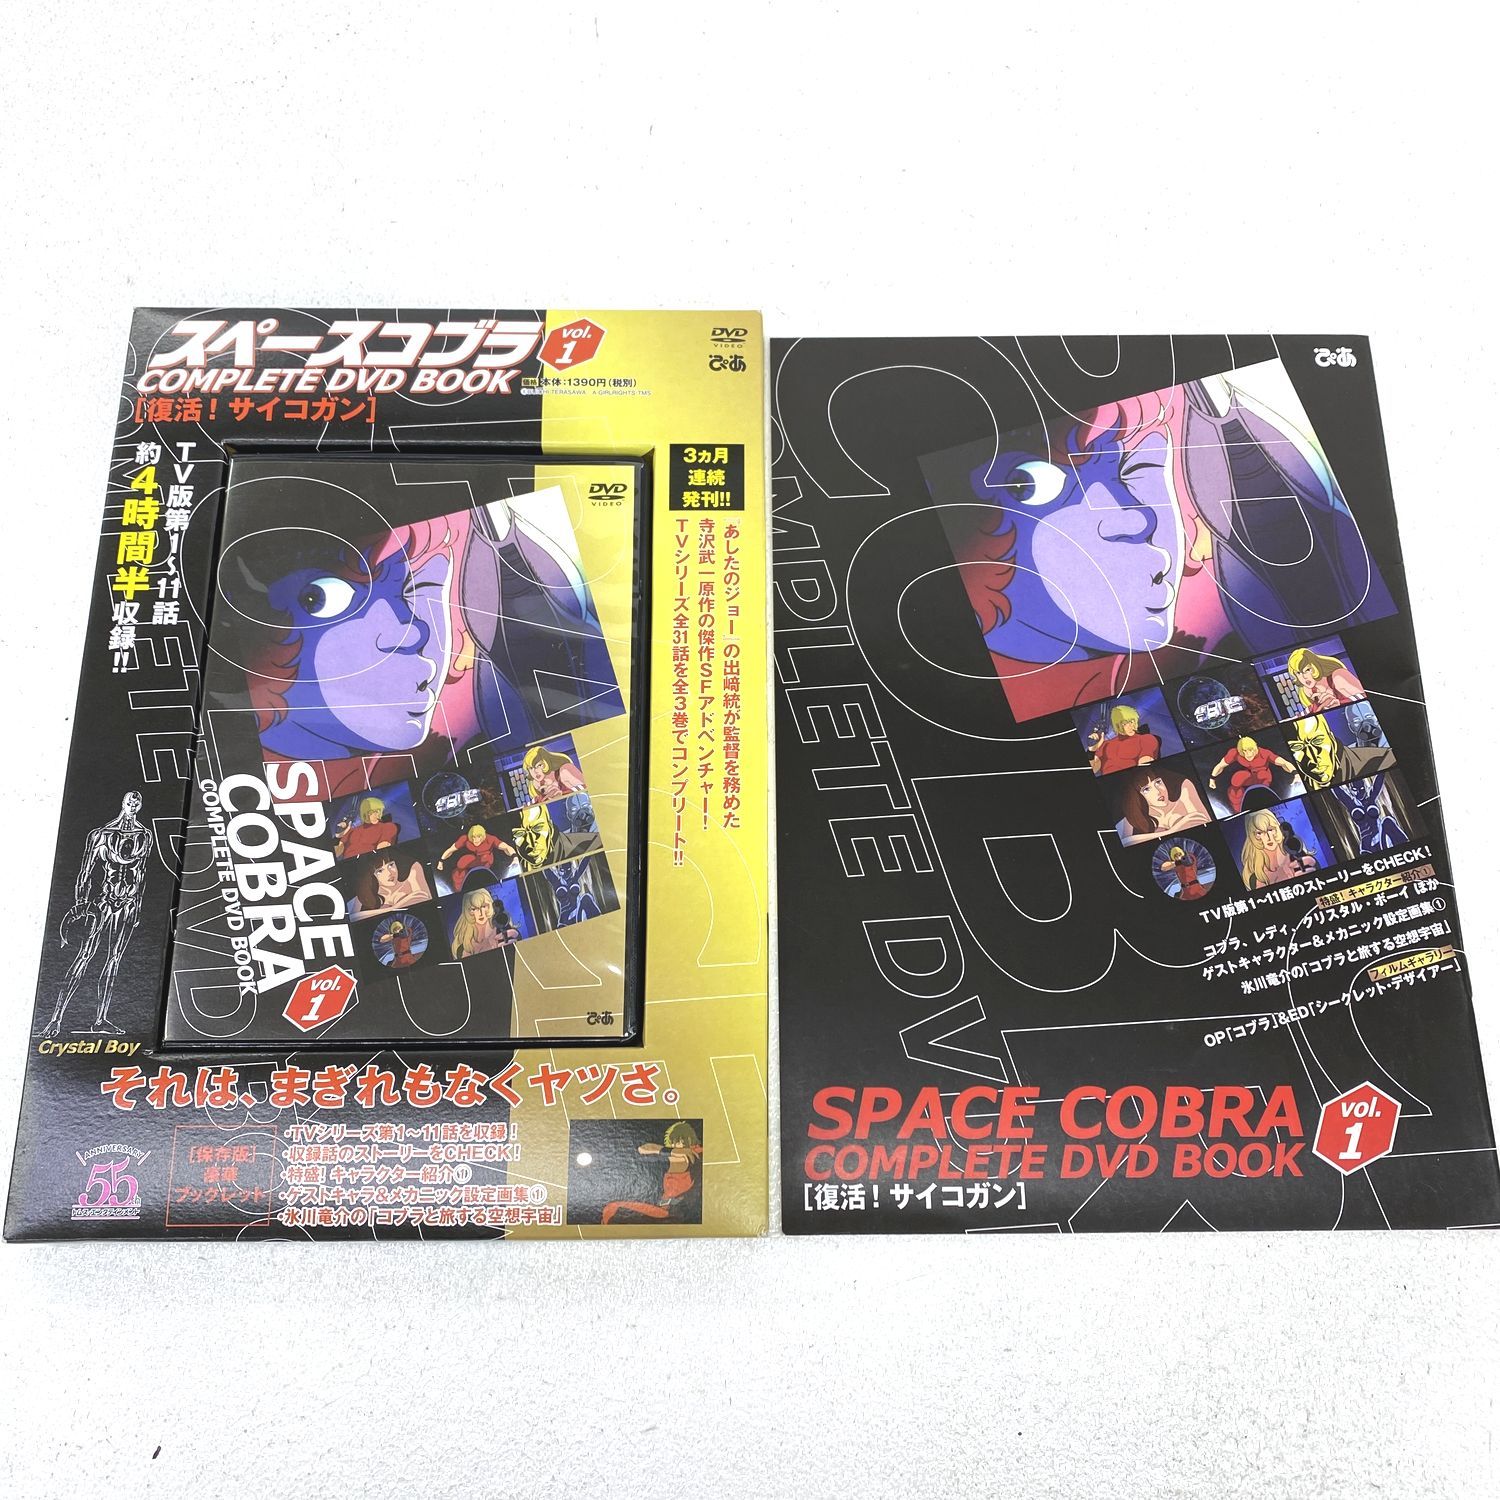 スペースコブラ
vol.
1
COMPLETE DVD BOOK
価格 本体:1390円(税別)
[復活!サイコガン]
DVD
VIDEO
ぴあ
TV版第1~11話
約4時間半収録!!
3ヵ月
連続
発刊!!
『あしたのジョー』の出﨑統が監督を務めた
寺沢武一原作の傑作SFアドベンチャー!
TVシリーズ全31話を全3巻でコンプリート!!
DVD
VIDEO
SPACE
COBRA
COMPLETE DVD BOOK
vol.
1
ぴあ
Crystal Boy
それは、まぎれもなくヤツさ。
ANNIVERSARY
55
トムス・エンタテインメント
[保存版]
豪華
ブックレット
・TVシリーズ第1~11話を収録!
・収録話のストーリーをCHECK!
・特盛!キャラクター紹介①
・ゲストキャラ&メカニック設定画集①
・氷川竜介の「コブラと旅する空想宇宙」
ぴあ
COMPLETE DV
TV版第1~11話のストーリーをCHECK!
特盛!キャラクター紹介①
コブラ、レディ、クリスタル・ボーイ ほか
ゲストキャラクター&メカニック設定画集①
氷川竜介の「コブラと旅する空想宇宙」
フィルムギャラリー
OP「コブラ」&ED「シークレット・デザイアー」
SPACE COBRA
COMPLETE DVD BOOK
vol.
1
[復活!サイコガン]